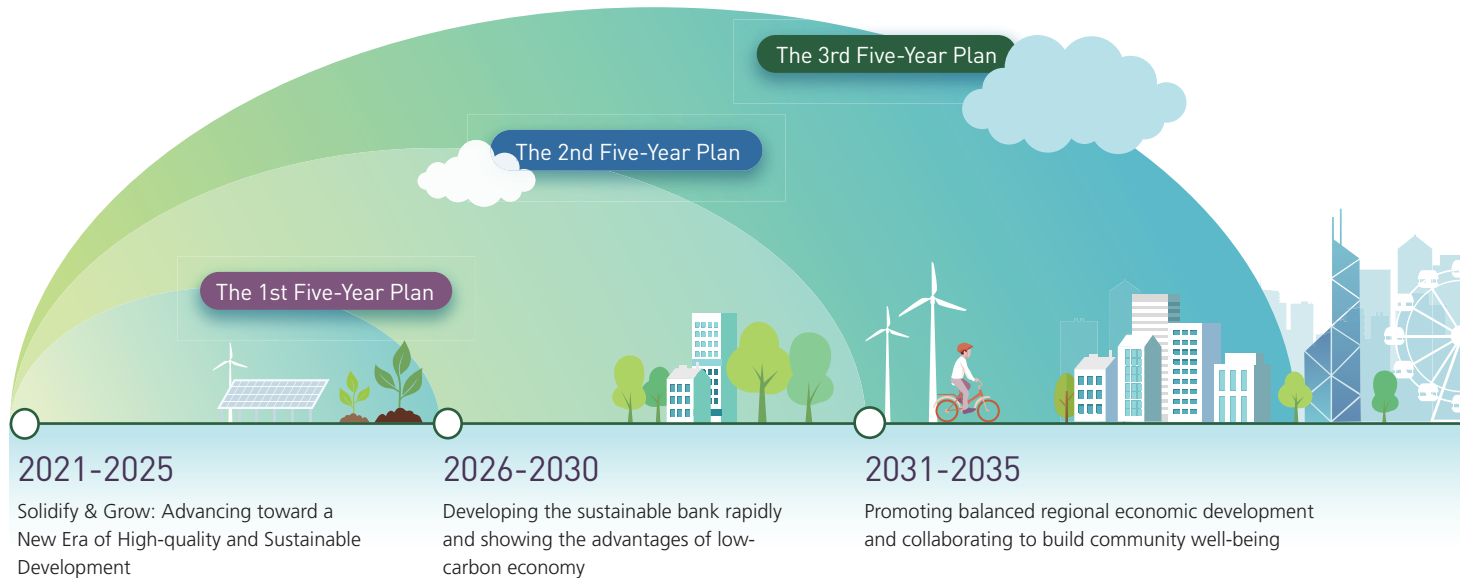 The 3rd Five-Year Plan
The 2nd Five-Year Plan
The 1st Five-Year Plan
2021-2025
Solidify & Grow: Advancing toward a
New Era of High-quality and Sustainable
Development
2026-2030
Developing the sustainable bank rapidly
and showing the advantages of low-
carbon economy
2031-2035
Promoting balanced regional economic development
and collaborating to build community well-being